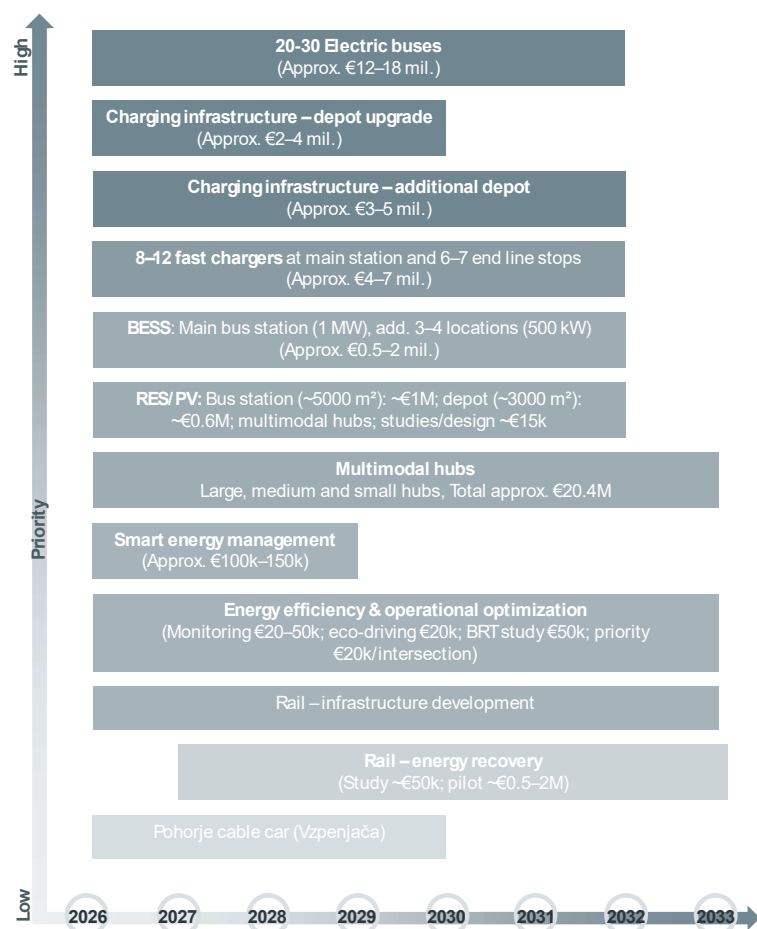 High
20-30 Electric buses
(Approx. €12–18 mil.)
Charging infrastructure – depot upgrade
(Approx. €2–4 mil.)
Charging infrastructure – additional depot
(Approx. €3–5 mil.)
8–12 fast chargers at main station and 6–7 end line stops
(Approx. €4–7 mil.)
BESS: Main bus station (1 MW), add. 3–4 locations (500 kW)
(Approx. €0.5–2 mil.)
RES/PV: Bus station (~5000 m²): ~€1M; depot (~3000 m²):
~€0.6M; multimodal hubs; studies/design ~€15k
Multimodal hubs
Large, medium and small hubs, Total approx. €20.4M
Priority
Smart energy management
(Approx. €100k–150k)
Energy efficiency & operational optimization
(Monitoring €20–50k; eco-driving €20k; BRT study €50k; priority
€20k/intersection)
Rail – infrastructure development
Rail – energy recovery
(Study ~€50k; pilot ~€0.5–2M)
Pohorje cable car (Vzpenjača)
Low
2026 2027 2028 2029 2030 2031 2032 2033